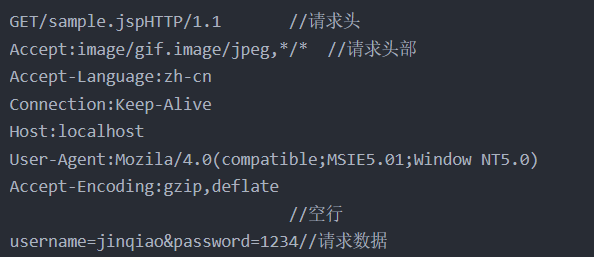 GET/sample.jspHTTP/1.1 //请求头
Accept:image/gif.image/jpeg,*/* //请求头部
Accept-Language:zh-cn
Connection:Keep-Alive
Host:localhost
User-Agent:Mozila/4.0(compatible;MSIE5.01;Window NT5.0)
Accept-Encoding:gzip,deflate
//空行
username=jinqiao&password=1234//请求数据